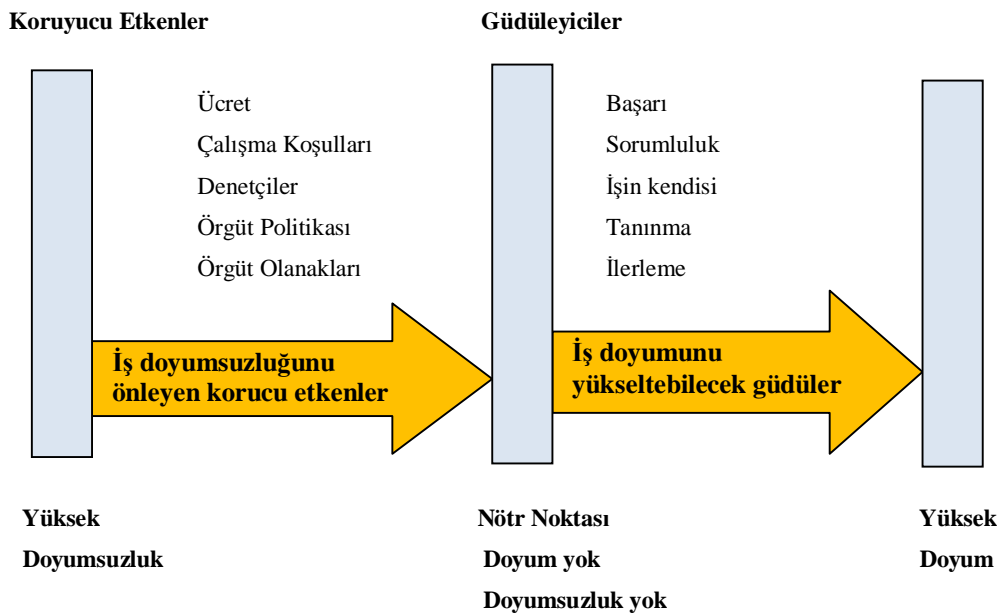 Koruyucu Etkenler
Güdüleyiciler
Ücret
Çalışma Koşulları
Denetçiler
Örgüt Politikası
Örgüt Olanakları
Başarı
Sorumluluk
İşin kendisi
Tanınma
İlerleme
İş doyumsuzluğunu
önleyen korucu etkenler
İş doyumunu
yükseltebilecek güdüler
Yüksek
Doyumsuzluk
Nötr Noktası
Doyum yok
Doyumsuzluk yok
Yüksek
Doyum